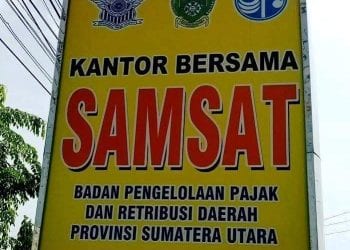 KANTOR BERSAMA
SAMSAT
BADAN PENGELOLAAN PAJAK
DAN RETRIBUSI DAERAH
PROVINSI SUMATERA UTARA